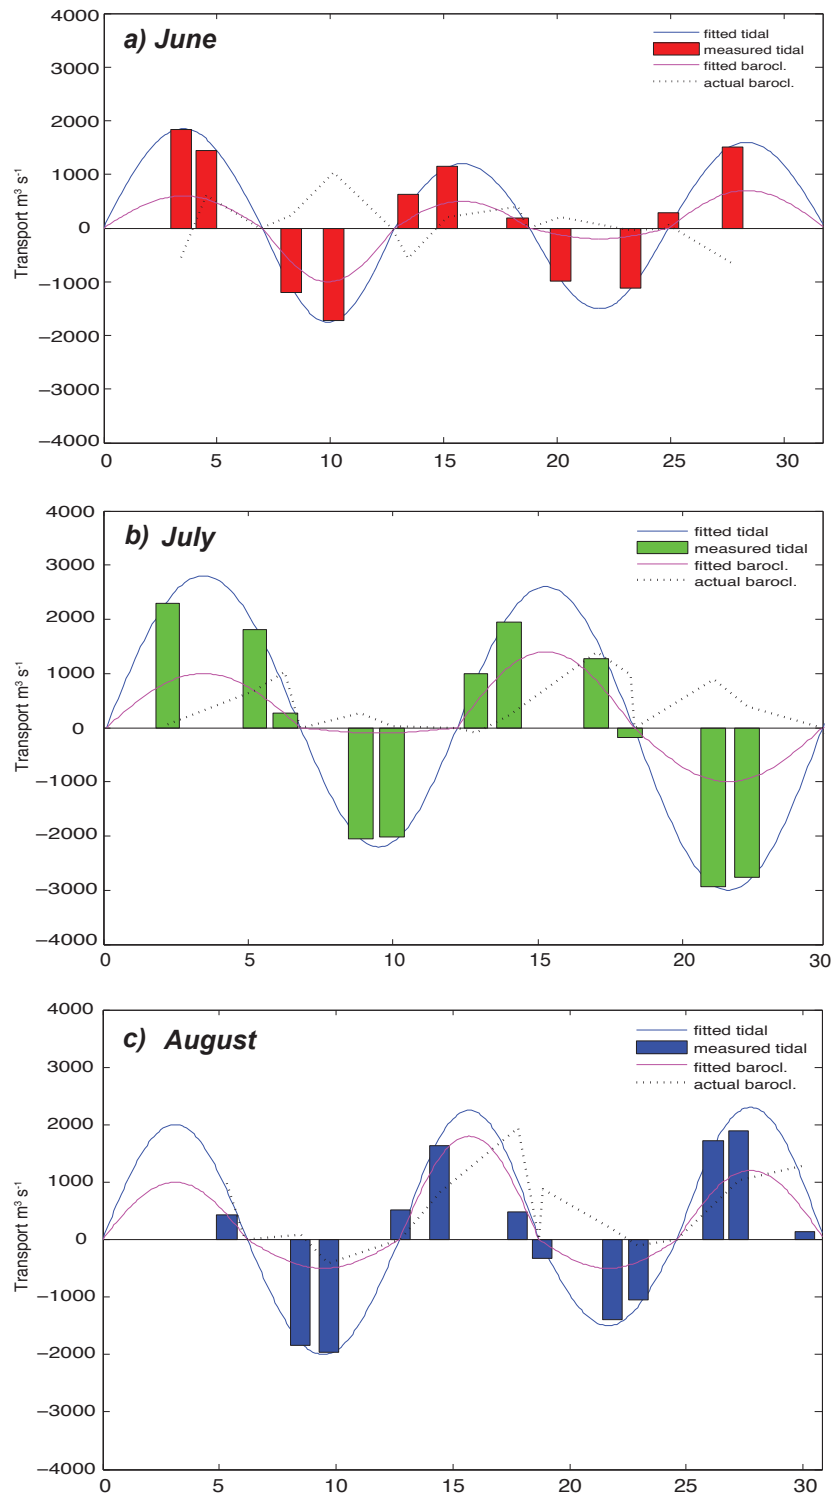 a) June
fitted tidal
measured tidal
fitted barocl.
actual barocl.
Transport m³ s⁻¹
4000
3000
2000
1000
0
−1000
−2000
−3000
−4000
0 5 10 15 20 25 30
b) July
fitted tidal
measured tidal
fitted barocl.
actual barocl.
Transport m³ s⁻¹
4000
3000
2000
1000
0
−1000
−2000
−3000
−4000
0 5 10 15 20 30
c) August
fitted tidal
measured tidal
fitted barocl.
actual barocl.
Transport m³ s⁻¹
4000
3000
2000
1000
0
−1000
−2000
−3000
−4000
0 5 10 15 20 25 30